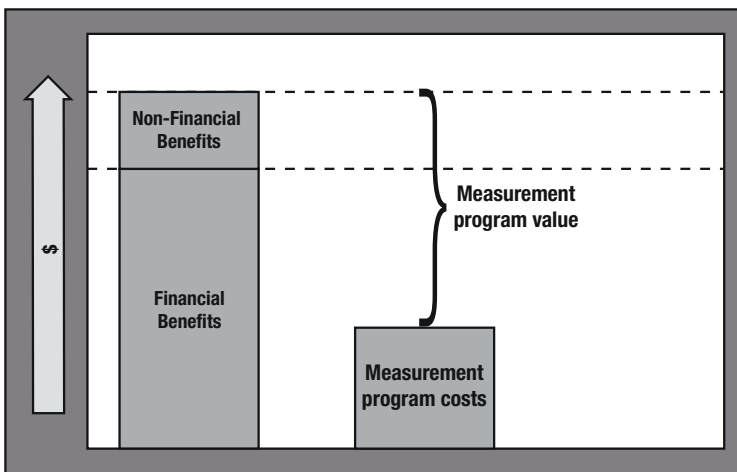 $
Non-Financial
Benefits
Financial
Benefits
Measurement
program value
Measurement
program costs